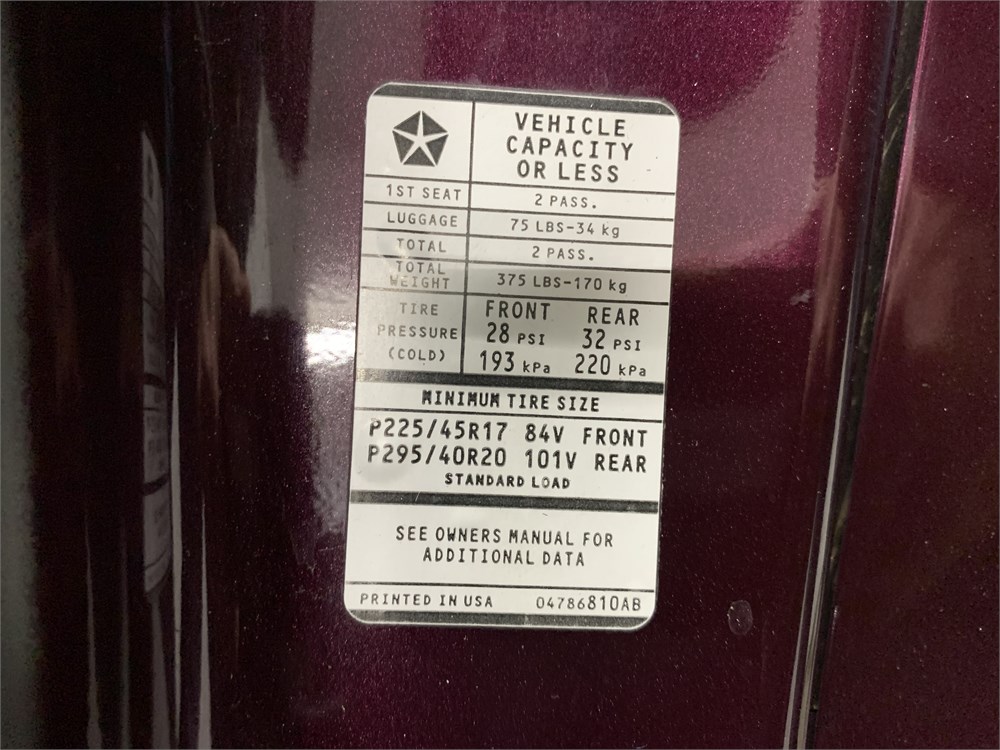 VEHICLE
CAPACITY
OR LESS
1ST SEAT 2 PASS.
LUGGAGE 75 LBS-34 kg
TOTAL 2 PASS.
TOTAL
WEIGHT 375 LBS-170 kg
TIRE FRONT REAR
PRESSURE 28 PSI 32 PSI
(COLD) 193 kPa 220 kPa
MINIMUM TIRE SIZE
P225/45R17 84V FRONT
P295/40R20 101V REAR
STANDARD LOAD
SEE OWNERS MANUAL FOR
ADDITIONAL DATA
PRINTED IN USA 04786810AB